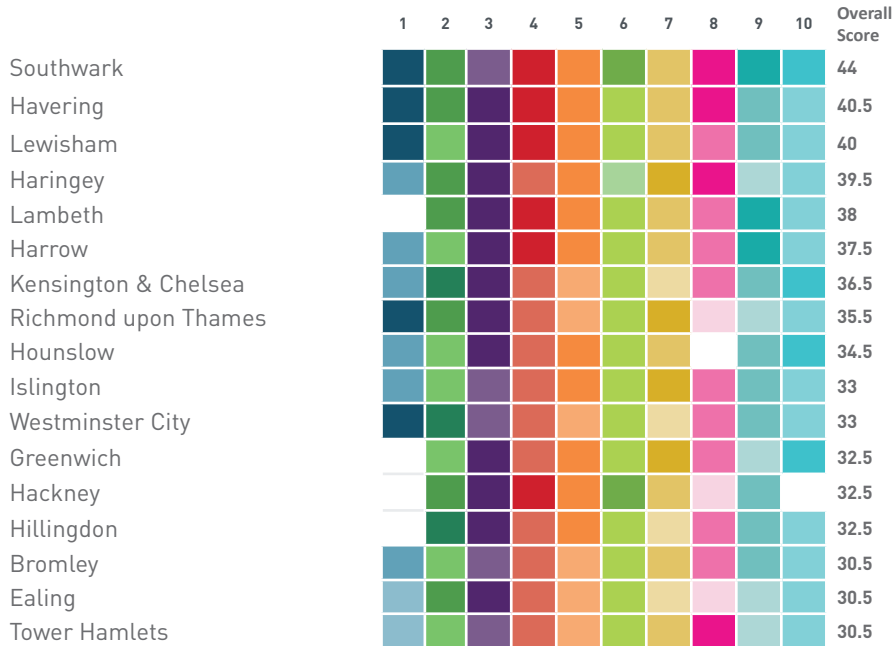 1 2 3 4 5 6 7 8 9 10 Overall
Score
Southwark 44
Havering 40.5
Lewisham 40
Haringey 39.5
Lambeth 38
Harrow 37.5
Kensington & Chelsea 36.5
Richmond upon Thames 35.5
Hounslow 34.5
Islington 33
Westminster City 33
Greenwich 32.5
Hackney 32.5
Hillingdon 32.5
Bromley 30.5
Ealing 30.5
Tower Hamlets 30.5